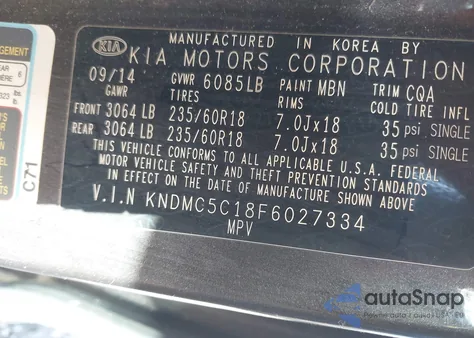 MANUFACTURED IN KOREA BY
KIA KIA MOTORS CORPORATION
09/14 GVWR 6085LB PAINT MBN TRIM CQA
GAWR TIRES RIMS COLD TIRE INFL
FRONT 3064 LB 235/60R18 7.0Jx18 35 psi SINGLE
REAR 3064 LB 235/60R18 7.0Jx18 35 psi SINGLE
THIS VEHICLE CONFORMS TO ALL APPLICABLE U.S.A. FEDERAL
MOTOR VEHICLE SAFETY AND THEFT PREVENTION STANDARDS
IN EFFECT ON THE DATE OF MANUFACTURE SHOWN ABOVE
V.I.N KNDMC5C18F6027334
MPV
C71
autoSnap